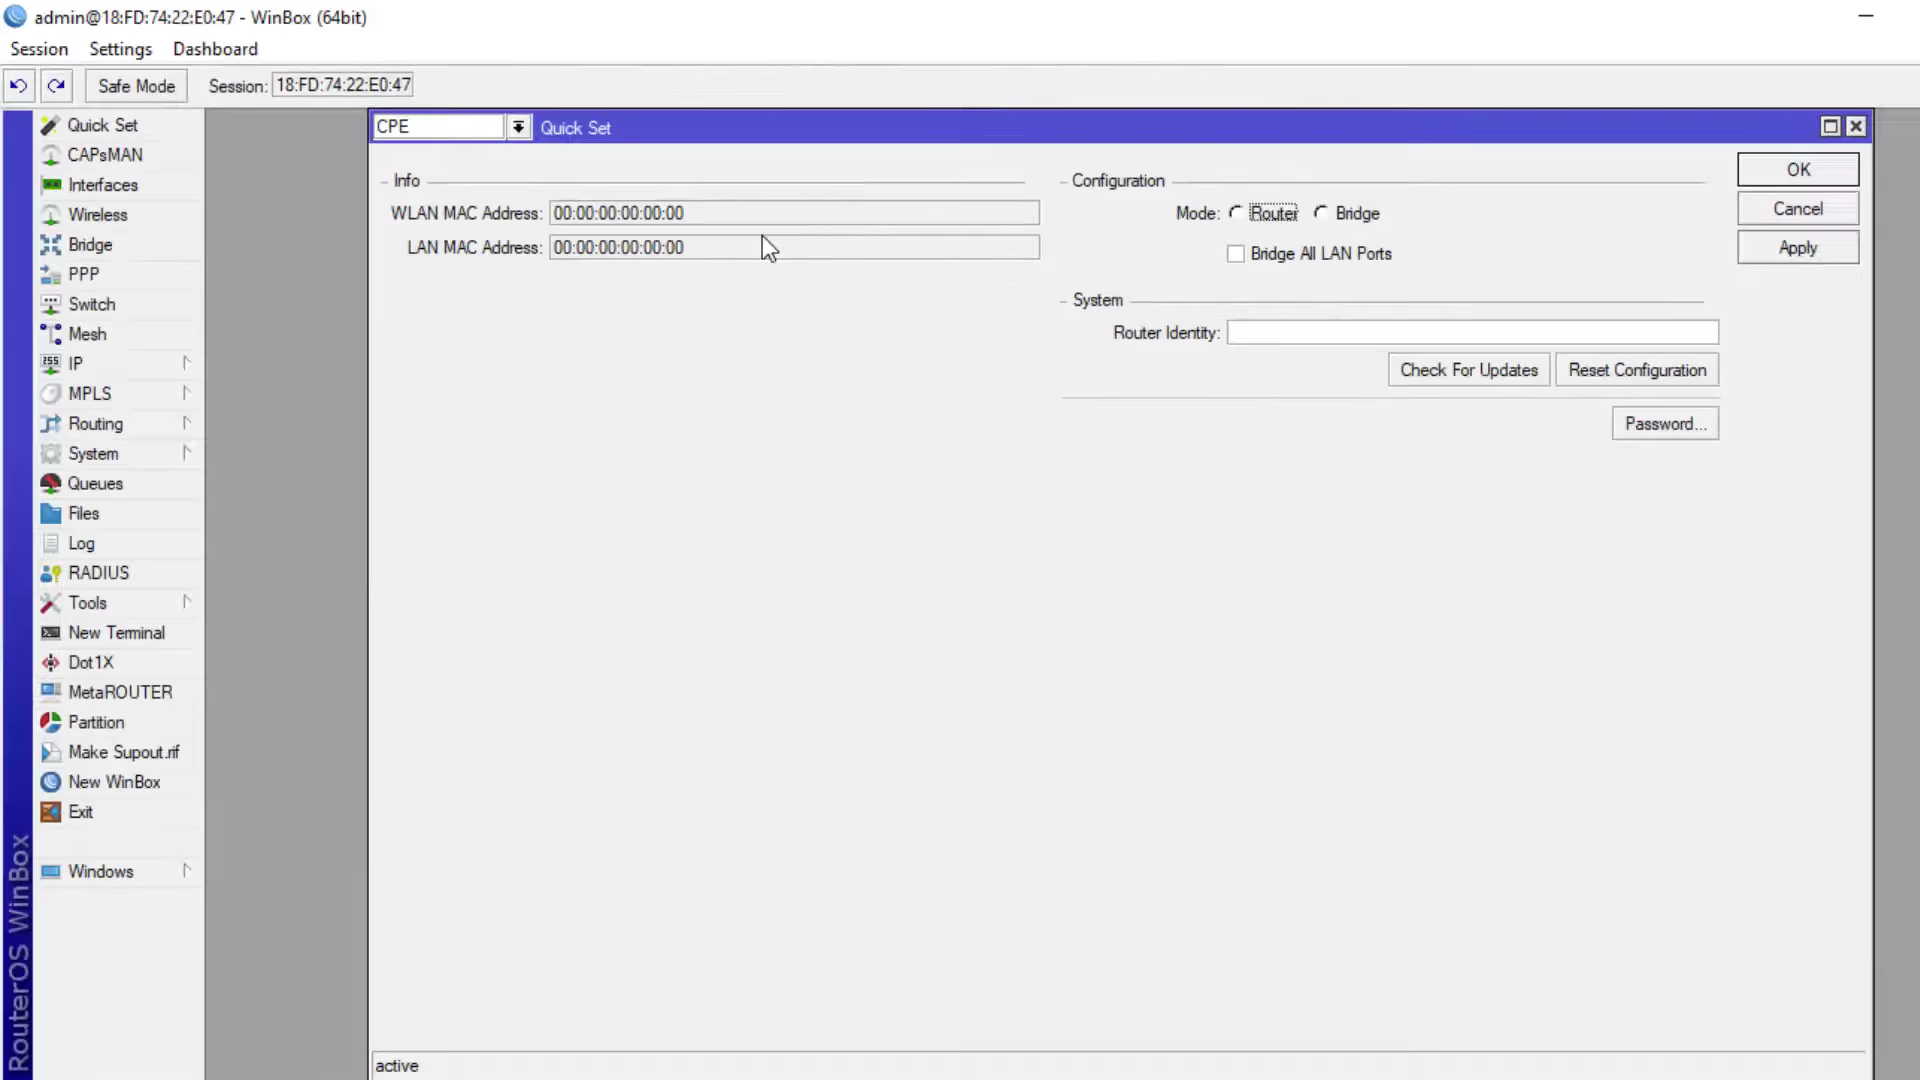 admin@18:FD:74:22:E0:47 - WinBox (64bit)
Session Settings Dashboard
Safe Mode Session: 18:FD:74:22:E0:47
Quick Set
CAPsMAN
Interfaces
Wireless
Bridge
PPP
Switch
Mesh
255 IP
MPLS
Routing
System
Queues
Files
Log
RADIUS
Tools
New Terminal
Dot1X
MetaROUTER
Partition
Make Supout.rif
New WinBox
Exit
Windows
RouterOS WinBox
CPE Quick Set
Info
WLAN MAC Address: 00:00:00:00:00:00
LAN MAC Address: 00:00:00:00:00:00
Configuration
Mode: Router Bridge
Bridge All LAN Ports
System
Router Identity:
Check For Updates Reset Configuration
Password...
OK
Cancel
Apply
active